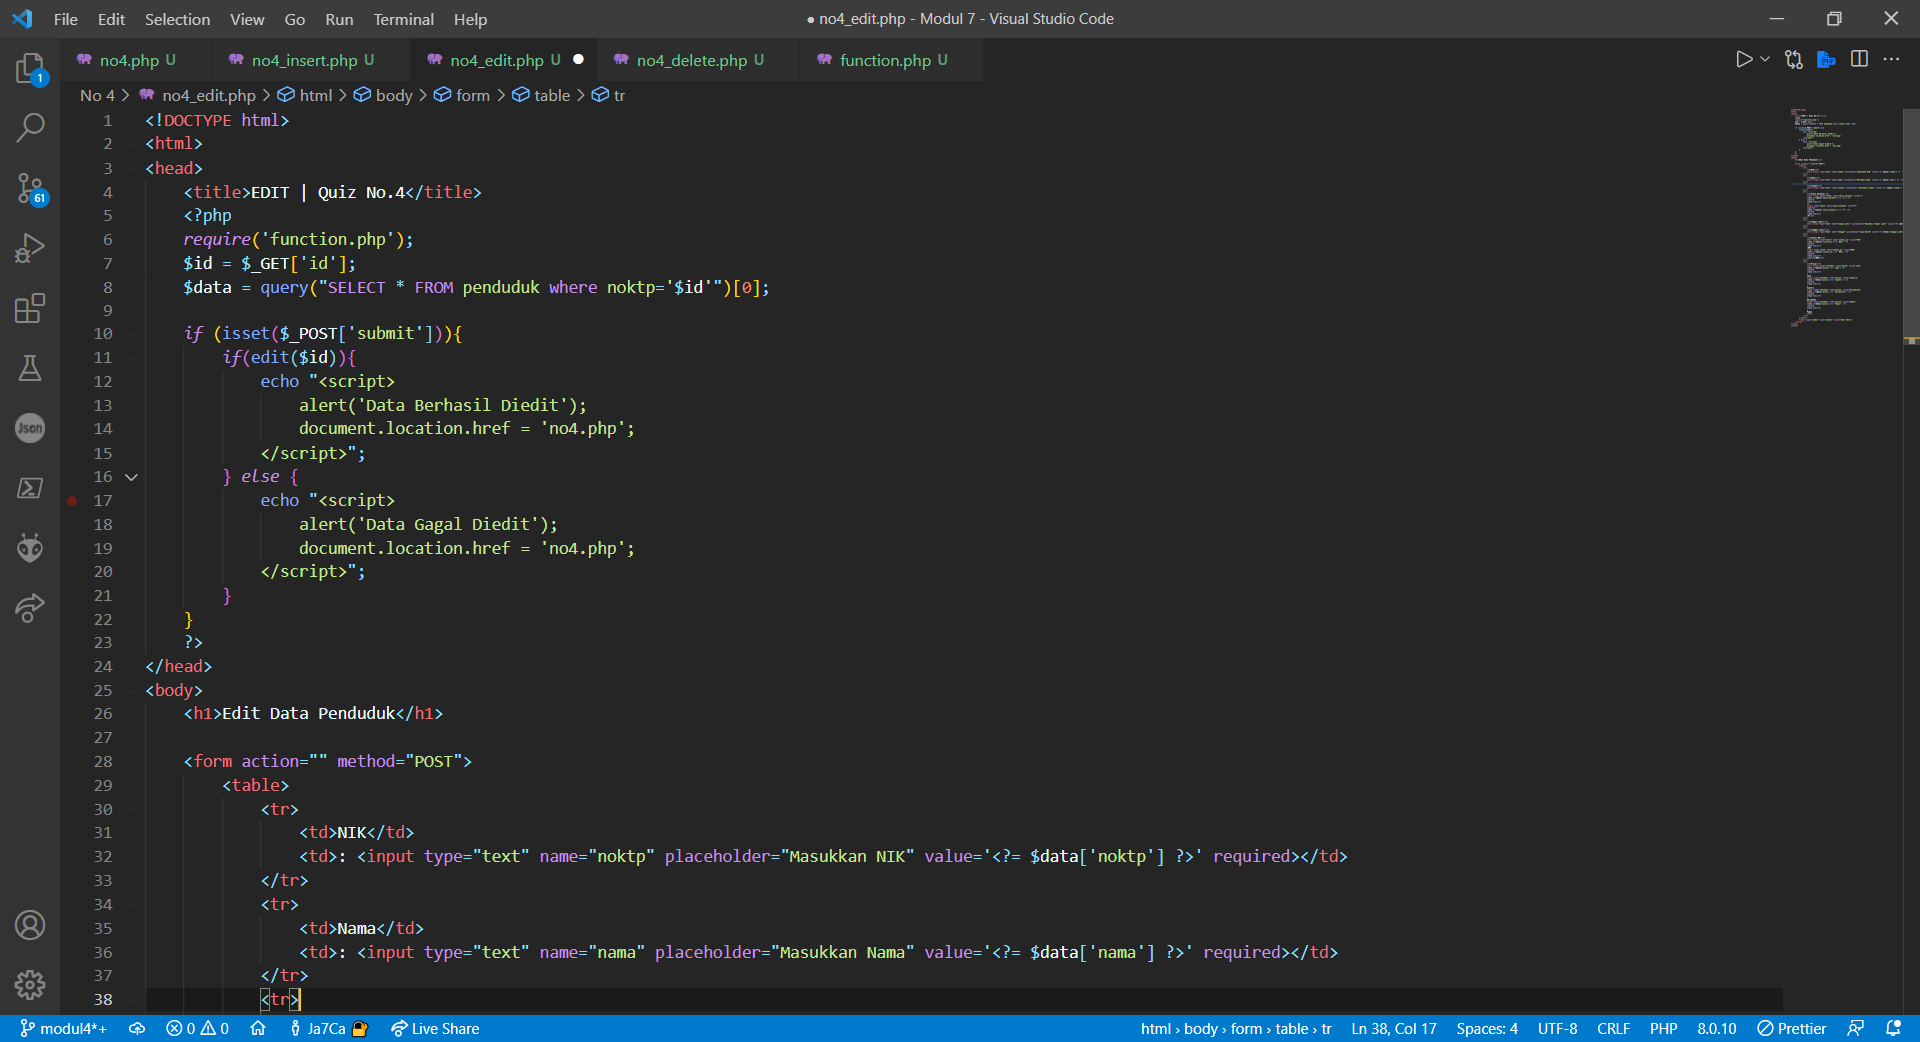 File Edit Selection View Go Run Terminal Help
● no4_edit.php - Modul 7 - Visual Studio Code
no4.php U
no4_insert.php U
no4_edit.php U ●
no4_delete.php U
function.php U
No 4 > no4_edit.php > html > body > form > table > tr
1 <!DOCTYPE html>
2 <html>
3 <head>
4     <title>EDIT | Quiz No.4</title>
5     <?php
6     require('function.php');
7     $id = $_GET['id'];
8     $data = query("SELECT * FROM penduduk where noktp='$id'")[0];
9
10     if (isset($_POST['submit'])){
11         if(edit($id)){
12             echo "<script>
13                 alert('Data Berhasil Diedit');
14                 document.location.href = 'no4.php';
15             </script>";
16         } else {
17             echo "<script>
18                 alert('Data Gagal Diedit');
19                 document.location.href = 'no4.php';
20             </script>";
21         }
22     }
23     ?>
24 </head>
25 <body>
26     <h1>Edit Data Penduduk</h1>
27
28     <form action="" method="POST">
29         <table>
30             <tr>
31                 <td>NIK</td>
32                 <td>: <input type="text" name="noktp" placeholder="Masukkan NIK" value='<?= $data['noktp'] ?>' required></td>
33             </tr>
34             <tr>
35                 <td>Nama</td>
36                 <td>: <input type="text" name="nama" placeholder="Masukkan Nama" value='<?= $data['nama'] ?>' required></td>
37             </tr>
38             <tr>
1
61
Json
modul4*+
0 0
Ja7Ca
Live Share
html > body > form > table > tr
Ln 38, Col 17
Spaces: 4
UTF-8
CRLF
PHP
8.0.10
Prettier